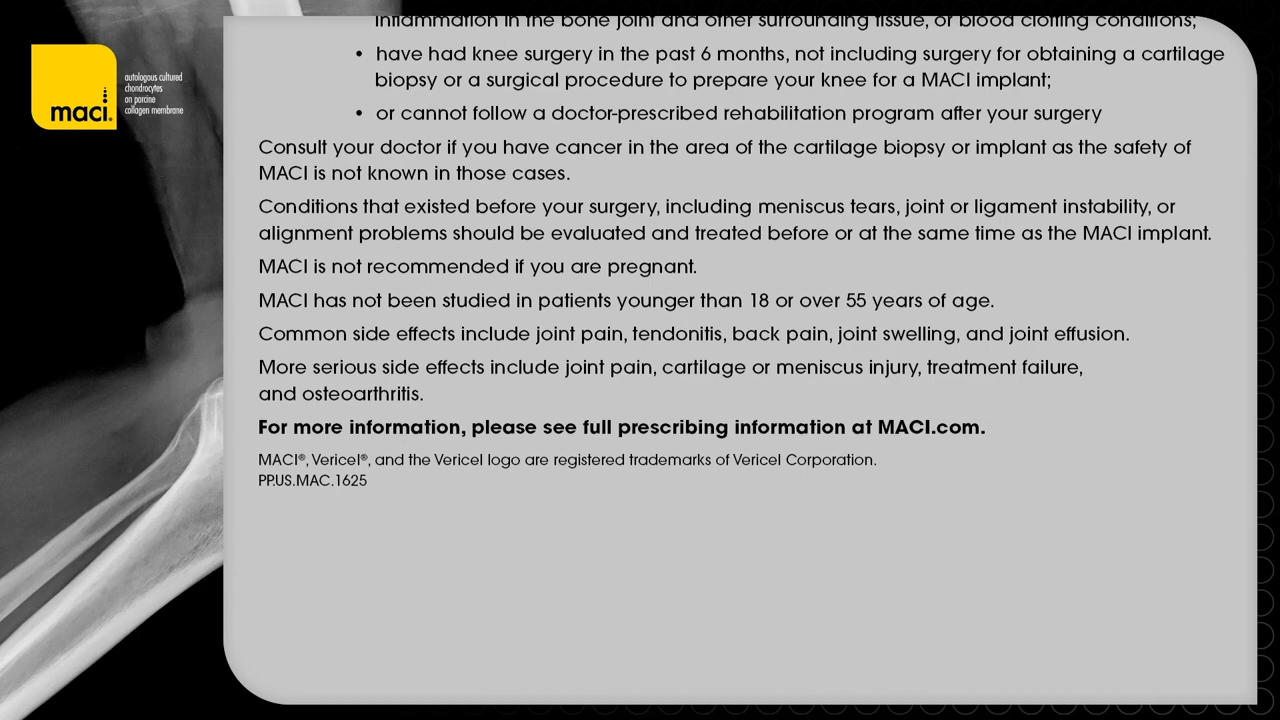 maci®
autologous cultured
chondrocytes
on porcine
collagen membrane
inflammation in the bone joint and other surrounding tissue, or blood clotting conditions;
• have had knee surgery in the past 6 months, not including surgery for obtaining a cartilage
biopsy or a surgical procedure to prepare your knee for a MACI implant;
• or cannot follow a doctor-prescribed rehabilitation program after your surgery
Consult your doctor if you have cancer in the area of the cartilage biopsy or implant as the safety of
MACI is not known in those cases.
Conditions that existed before your surgery, including meniscus tears, joint or ligament instability, or
alignment problems should be evaluated and treated before or at the same time as the MACI implant.
MACI is not recommended if you are pregnant.
MACI has not been studied in patients younger than 18 or over 55 years of age.
Common side effects include joint pain, tendonitis, back pain, joint swelling, and joint effusion.
More serious side effects include joint pain, cartilage or meniscus injury, treatment failure,
and osteoarthritis.
For more information, please see full prescribing information at MACI.com.
MACI®, Vericel®, and the Vericel logo are registered trademarks of Vericel Corporation.
PP.US.MAC.1625